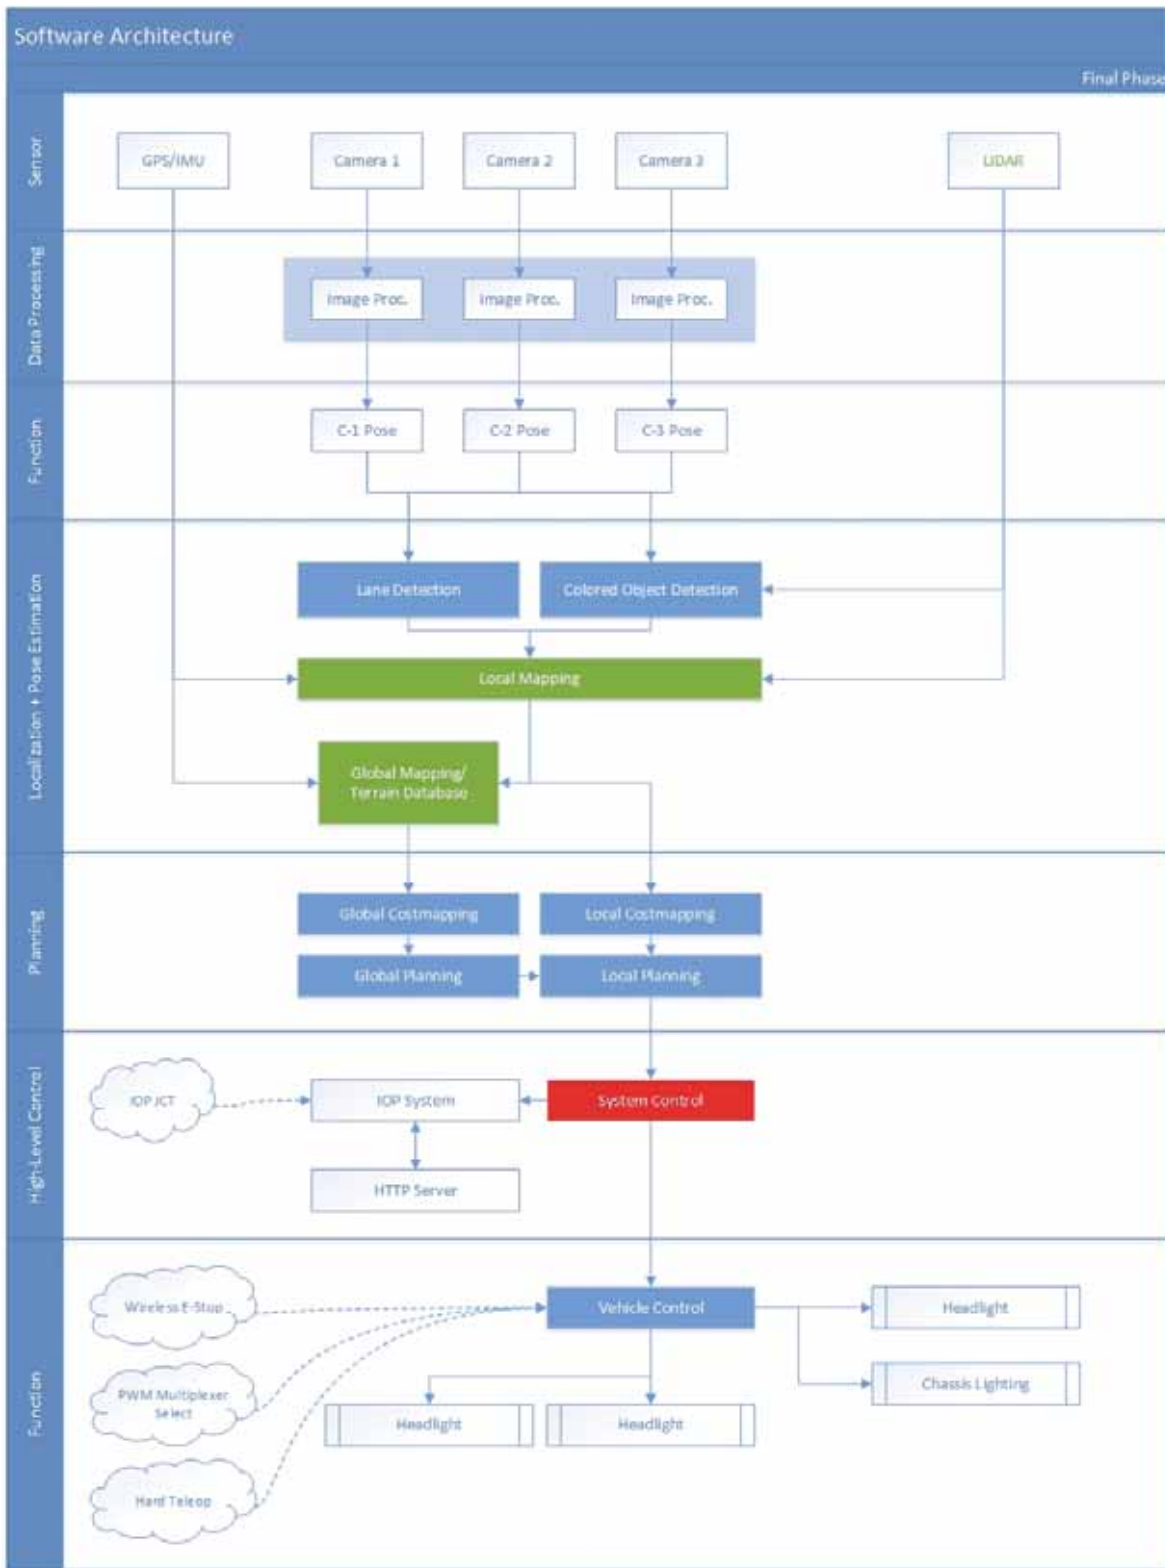 Software Architecture
Final Phase
Sensor
GPS/IMU
Camera 1
Camera 2
Camera 3
LIDAR
Data Processing
Image Proc.
Image Proc.
Image Proc.
Function
C-1 Pose
C-2 Pose
C-3 Pose
Localization + Pose Estimation
Lane Detection
Colored Object Detection
Local Mapping
Global Mapping/
Terrain Database
Planning
Global Costmapping
Local Costmapping
Global Planning
Local Planning
High-Level Control
IOP JCT
IOP System
System Control
HTTP Server
Function
Wireless E-Stop
Vehicle Control
Headlight
PWM Multiplexer
Select
Chassis Lighting
Headlight
Headlight
Hard Teleop